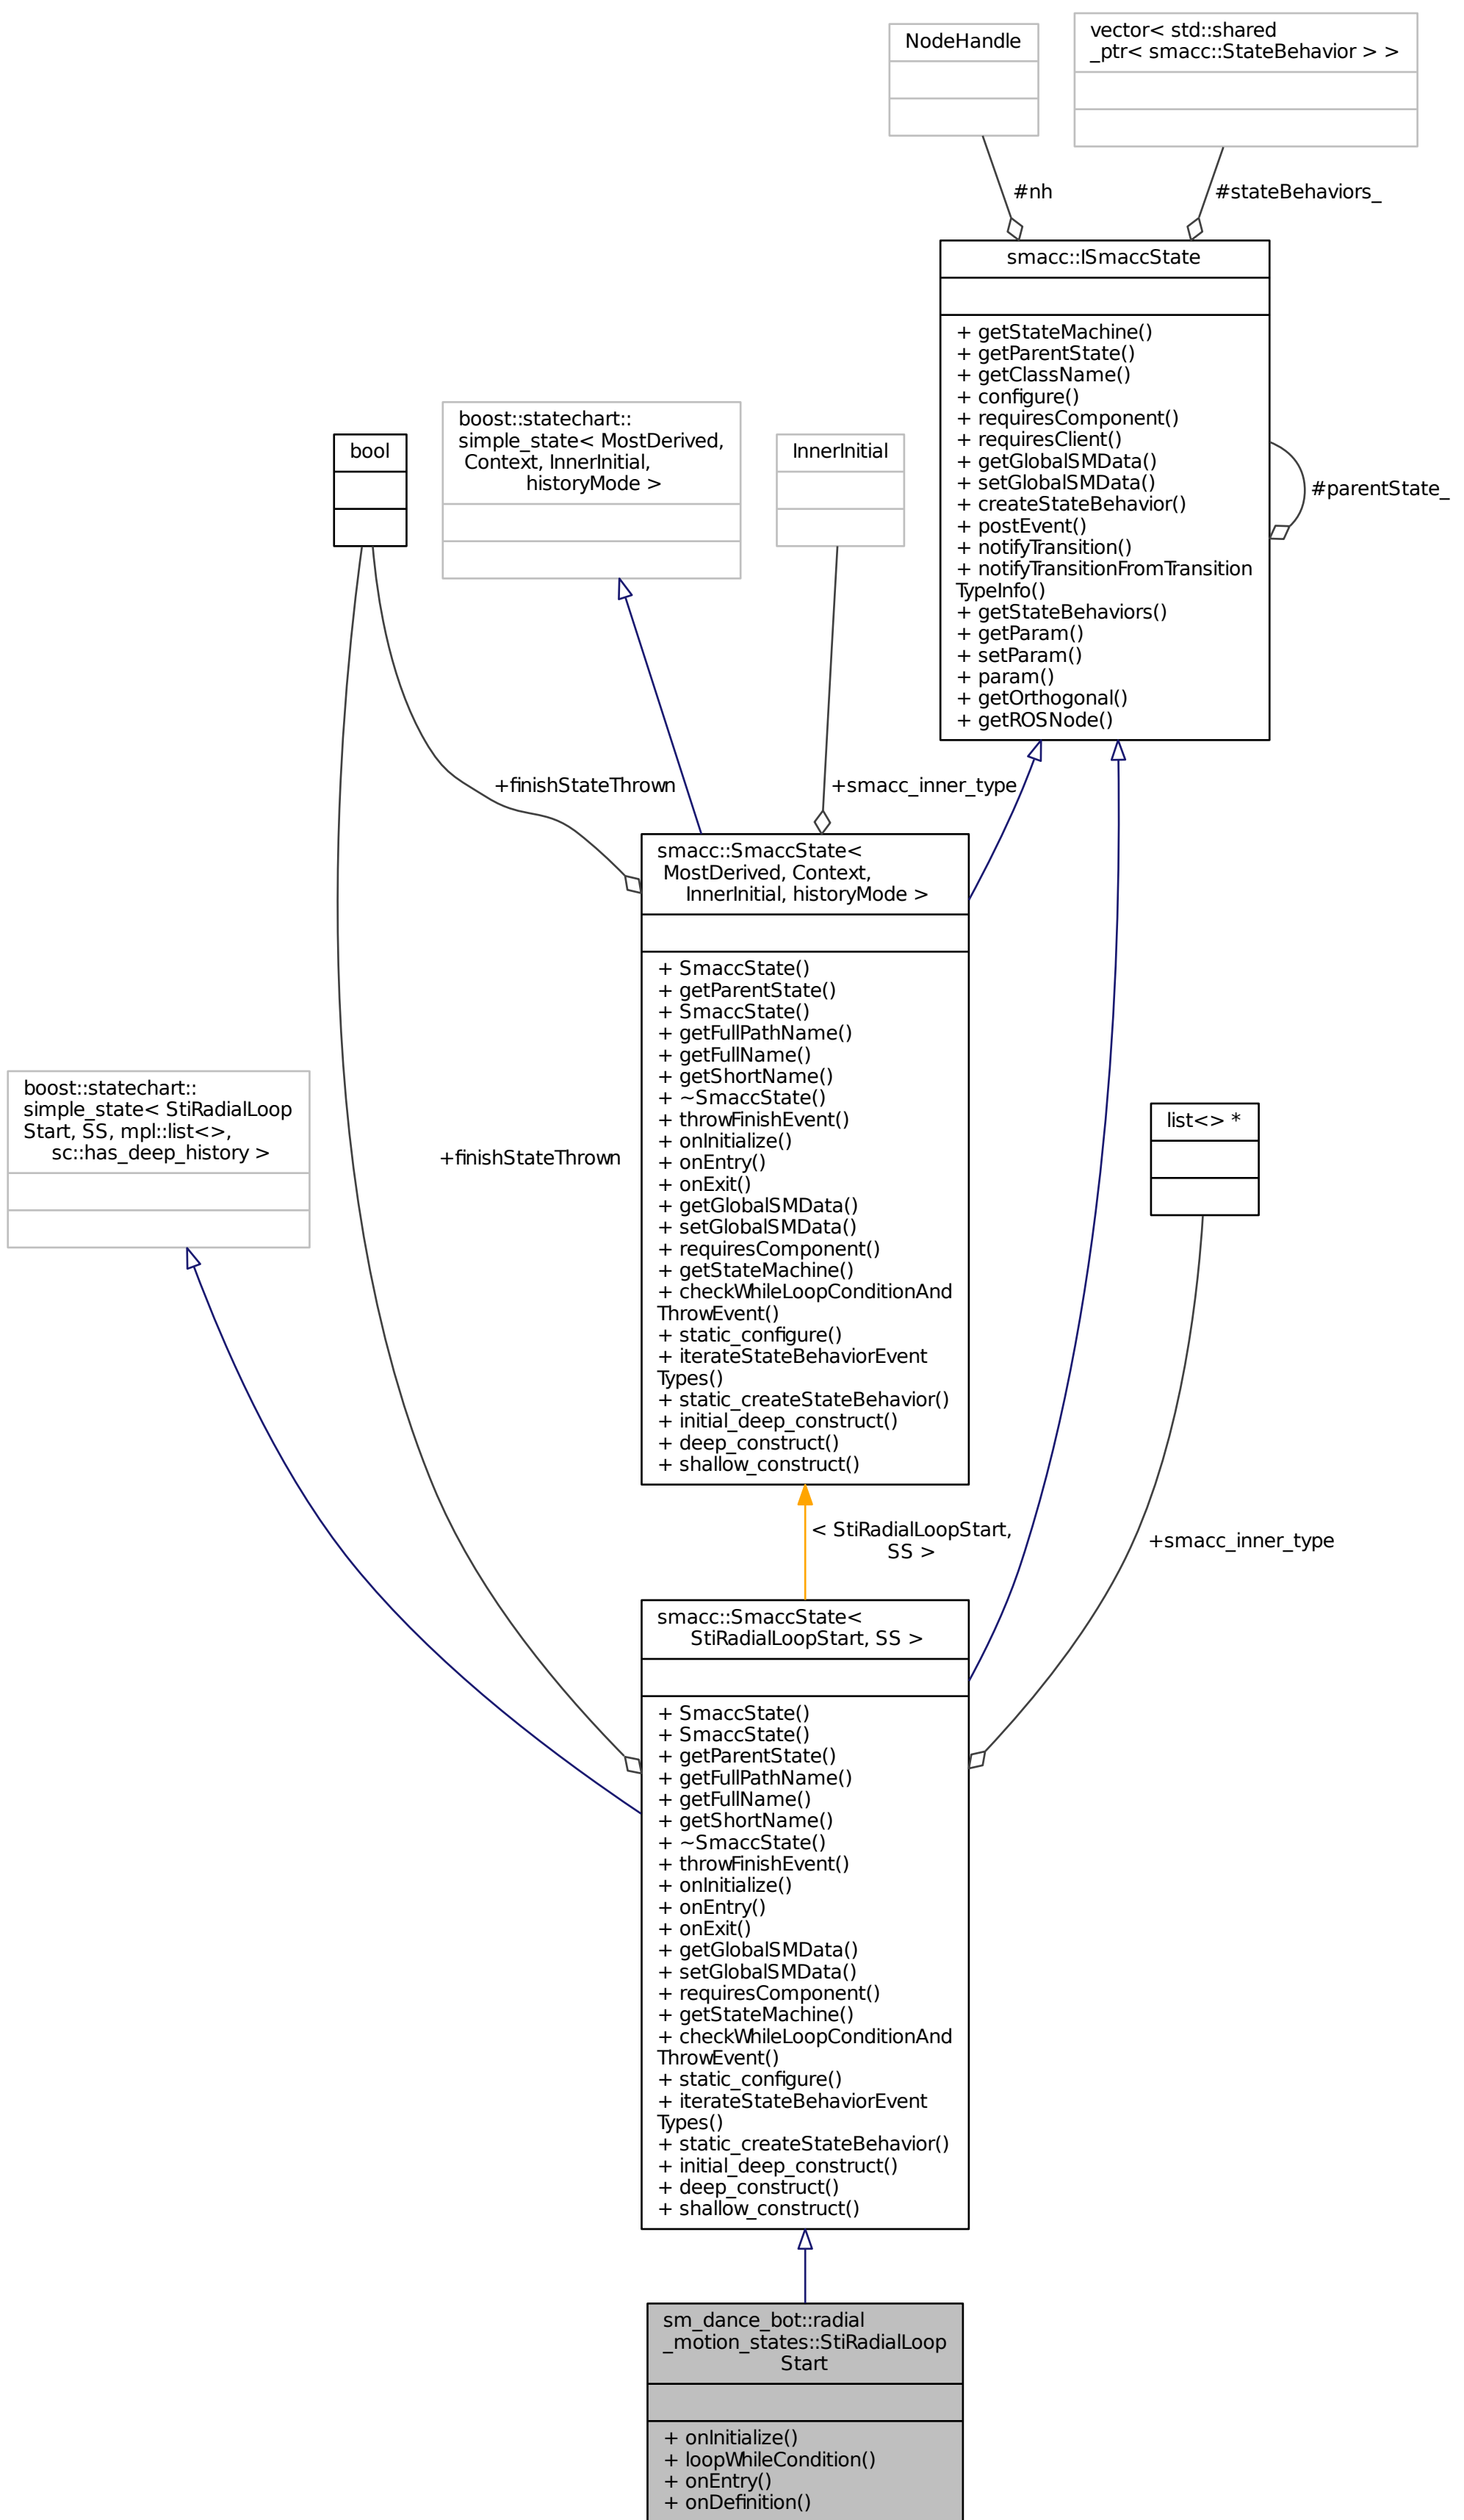 NodeHandle
vector< std::shared
_ptr< smacc::StateBehavior > >
#nh
#stateBehaviors_
smacc::ISmaccState
+ getStateMachine()
+ getParentState()
+ getClassName()
+ configure()
+ requiresComponent()
+ requiresClient()
+ getGlobalSMData()
+ setGlobalSMData()
+ createStateBehavior()
+ postEvent()
+ notifyTransition()
+ notifyTransitionFromTransition
TypeInfo()
+ getStateBehaviors()
+ getParam()
+ setParam()
+ param()
+ getOrthogonal()
+ getROSNode()
#parentState_
boost::statechart::
simple_state< MostDerived,
Context, InnerInitial,
historyMode >
bool
InnerInitial
+finishStateThrown
+smacc_inner_type
smacc::SmaccState<
MostDerived, Context,
InnerInitial, historyMode >
+ SmaccState()
+ getParentState()
+ SmaccState()
+ getFullPathName()
+ getFullName()
+ getShortName()
+ ~SmaccState()
+ throwFinishEvent()
+ onInitialize()
+ onEntry()
+ onExit()
+ getGlobalSMData()
+ setGlobalSMData()
+ requiresComponent()
+ getStateMachine()
+ checkWhileLoopConditionAnd
ThrowEvent()
+ static_configure()
+ iterateStateBehaviorEvent
Types()
+ static_createStateBehavior()
+ initial_deep_construct()
+ deep_construct()
+ shallow_construct()
boost::statechart::
simple_state< StiRadialLoop
Start, SS, mpl::list<>,
sc::has_deep_history >
+finishStateThrown
list<> *
< StiRadialLoopStart,
SS >
+smacc_inner_type
smacc::SmaccState<
StiRadialLoopStart, SS >
+ SmaccState()
+ SmaccState()
+ getParentState()
+ getFullPathName()
+ getFullName()
+ getShortName()
+ ~SmaccState()
+ throwFinishEvent()
+ onInitialize()
+ onEntry()
+ onExit()
+ getGlobalSMData()
+ setGlobalSMData()
+ requiresComponent()
+ getStateMachine()
+ checkWhileLoopConditionAnd
ThrowEvent()
+ static_configure()
+ iterateStateBehaviorEvent
Types()
+ static_createStateBehavior()
+ initial_deep_construct()
+ deep_construct()
+ shallow_construct()
sm_dance_bot::radial
_motion_states::StiRadialLoop
Start
+ onInitialize()
+ loopWhileCondition()
+ onEntry()
+ onDefinition()